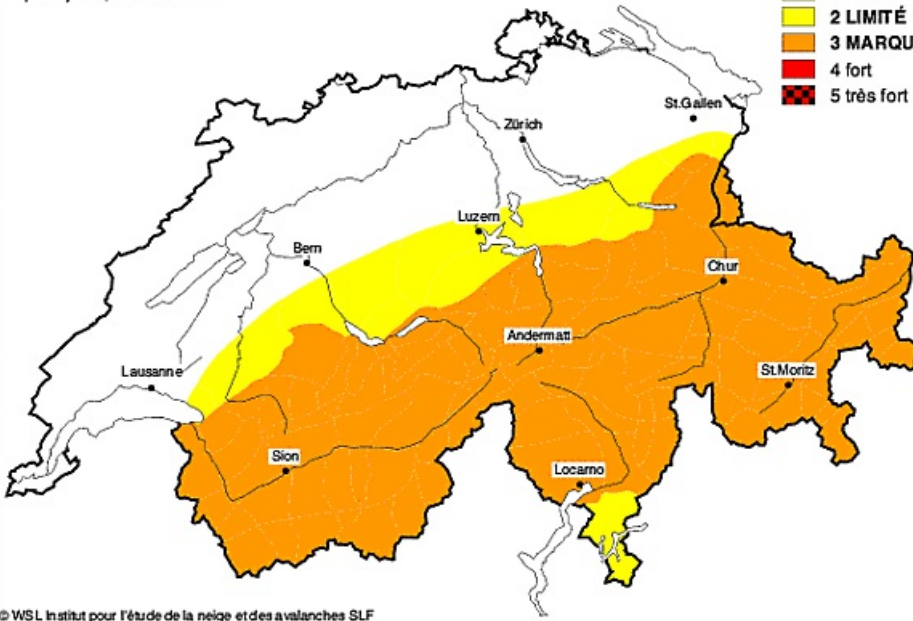 2 LIMITÉ
3 MARQU
4 fort
5 très fort
St.Gallen
Zürich
Luzern
Bern
Chur
Andermatt
Lausanne
St.Moritz
Sion
Locarno
© WSL Institut pour l'étude de la neige et des avalanches SLF